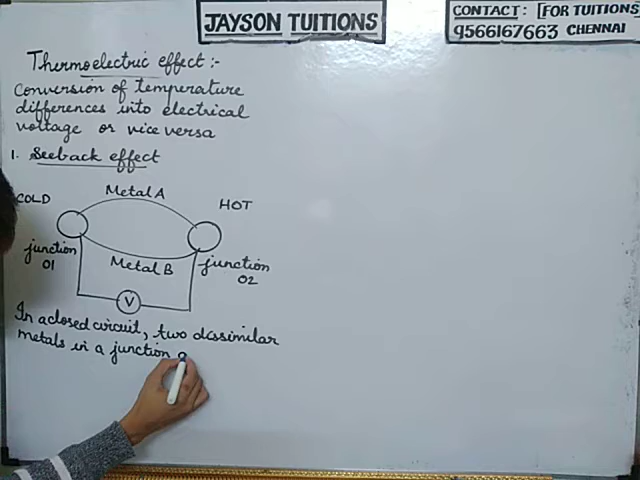 JAYSON TUITIONS
CONTACT: [FOR TUITIONS]
9566167663 CHENNAI
Thermoelectric effect :-
Conversion of temperature
differences into electrical
voltage or vice versa
1. Seeback effect
Metal A
COLD
HOT
junction
01
Metal B
junction
02
V
In a closed circuit, two dissimilar
metals in a junction